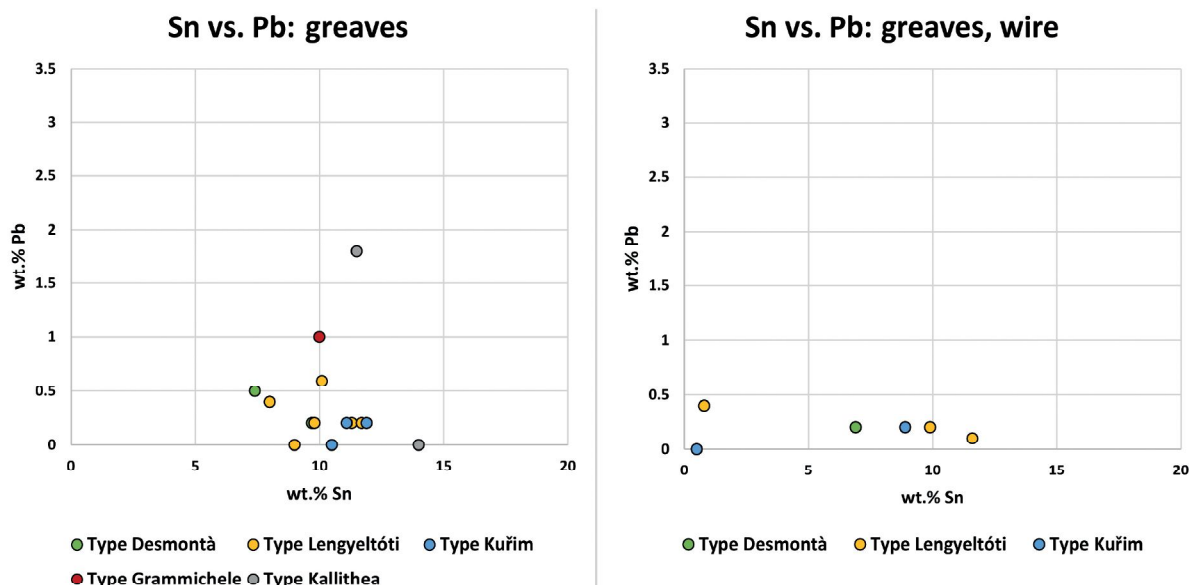 Sn vs. Pb: greaves
3.5
3
2.5
2
1.5
1
0.5
0
wt.% Pb
0 5 10 15 20
wt.% Sn
Type Desmontà Type Lengyeltóti Type Kuřim
Type Grammichele Type Kallithea
Sn vs. Pb: greaves, wire
3.5
3
2.5
2
1.5
1
0.5
0
wt.% Pb
0 5 10 15 20
wt.% Sn
Type Desmontà Type Lengyeltóti Type Kuřim